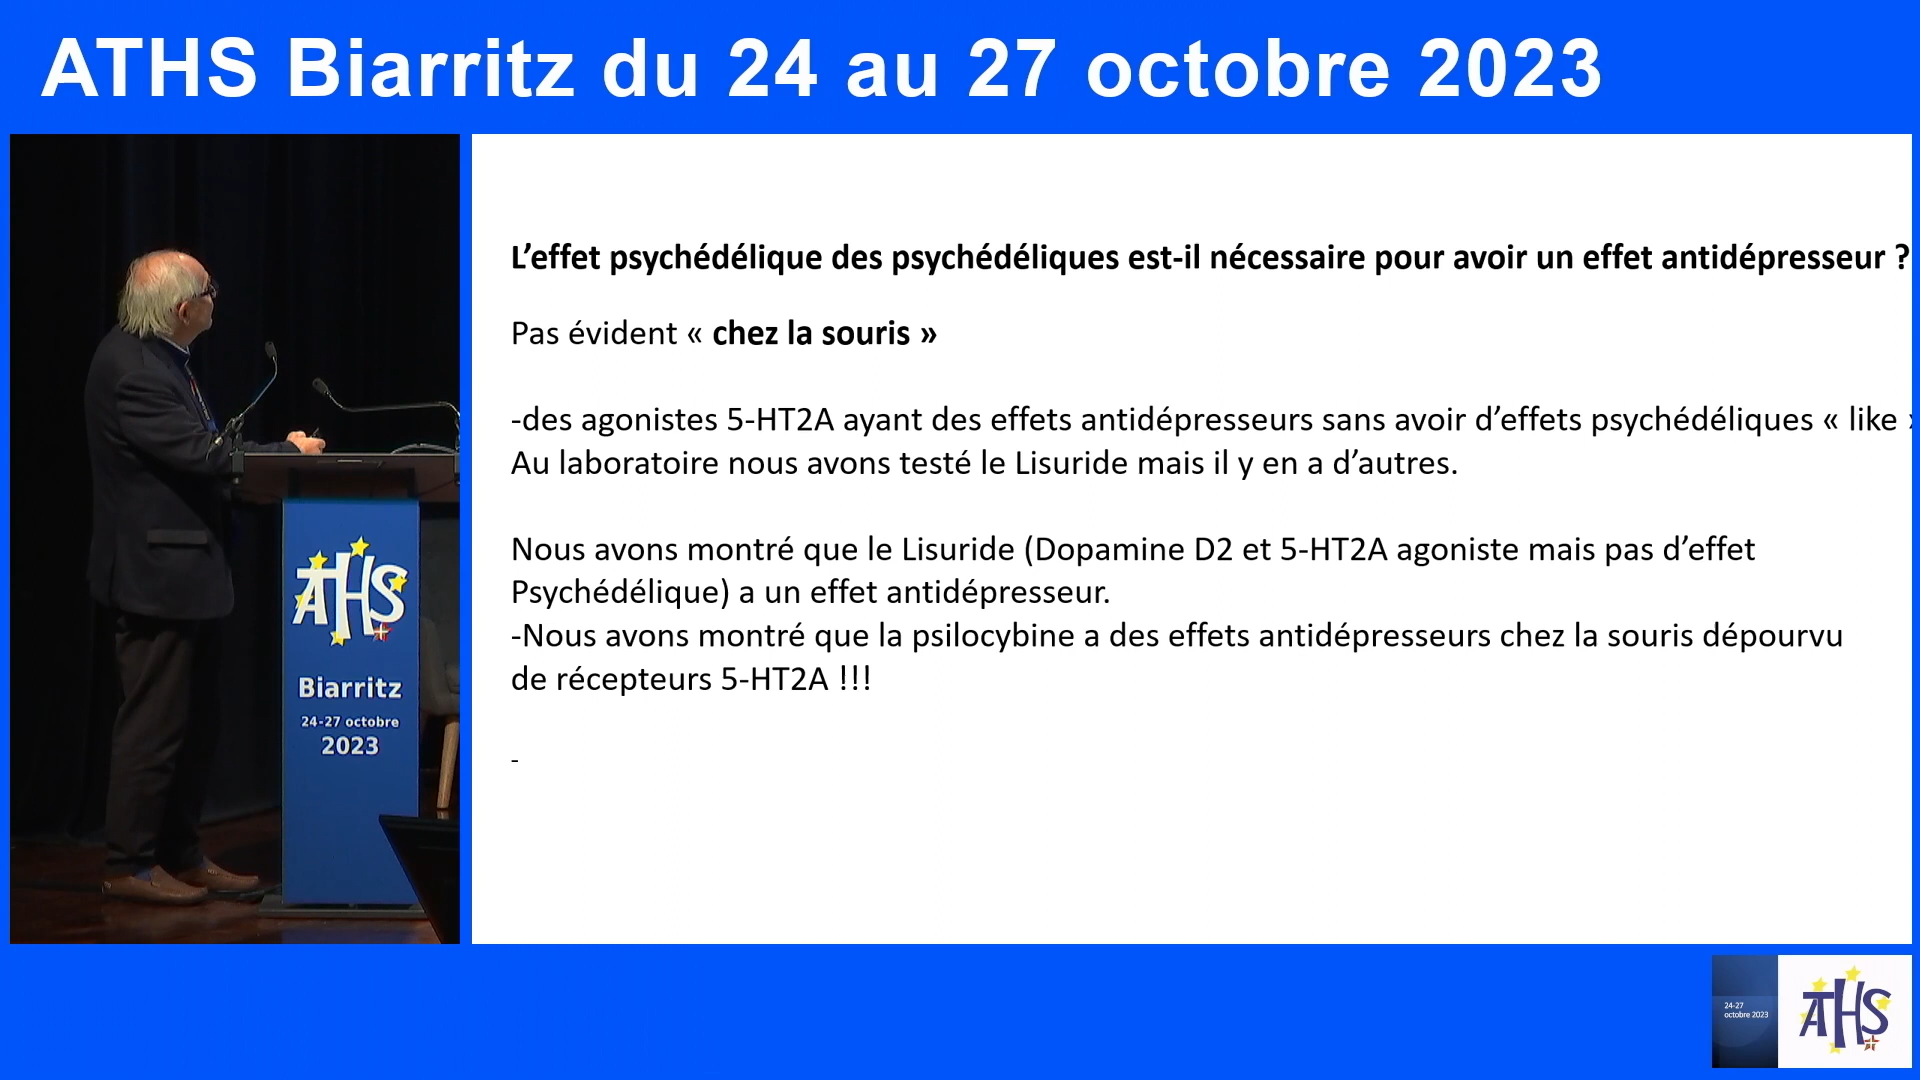 ATHS Biarritz du 24 au 27 octobre 2023
L’effet psychédélique des psychédéliques est-il nécessaire pour avoir un effet antidépresseur ?
Pas évident « chez la souris »
-des agonistes 5-HT2A ayant des effets antidépresseurs sans avoir d’effets psychédéliques « like »
Au laboratoire nous avons testé le Lisuride mais il y en a d’autres.
Nous avons montré que le Lisuride (Dopamine D2 et 5-HT2A agoniste mais pas d’effet
Psychédélique) a un effet antidépresseur.
-Nous avons montré que la psilocybine a des effets antidépresseurs chez la souris dépourvu
de récepteurs 5-HT2A !!!
-
ATHS
Biarritz
24-27 octobre
2023
24-27
octobre 2023
ATHS